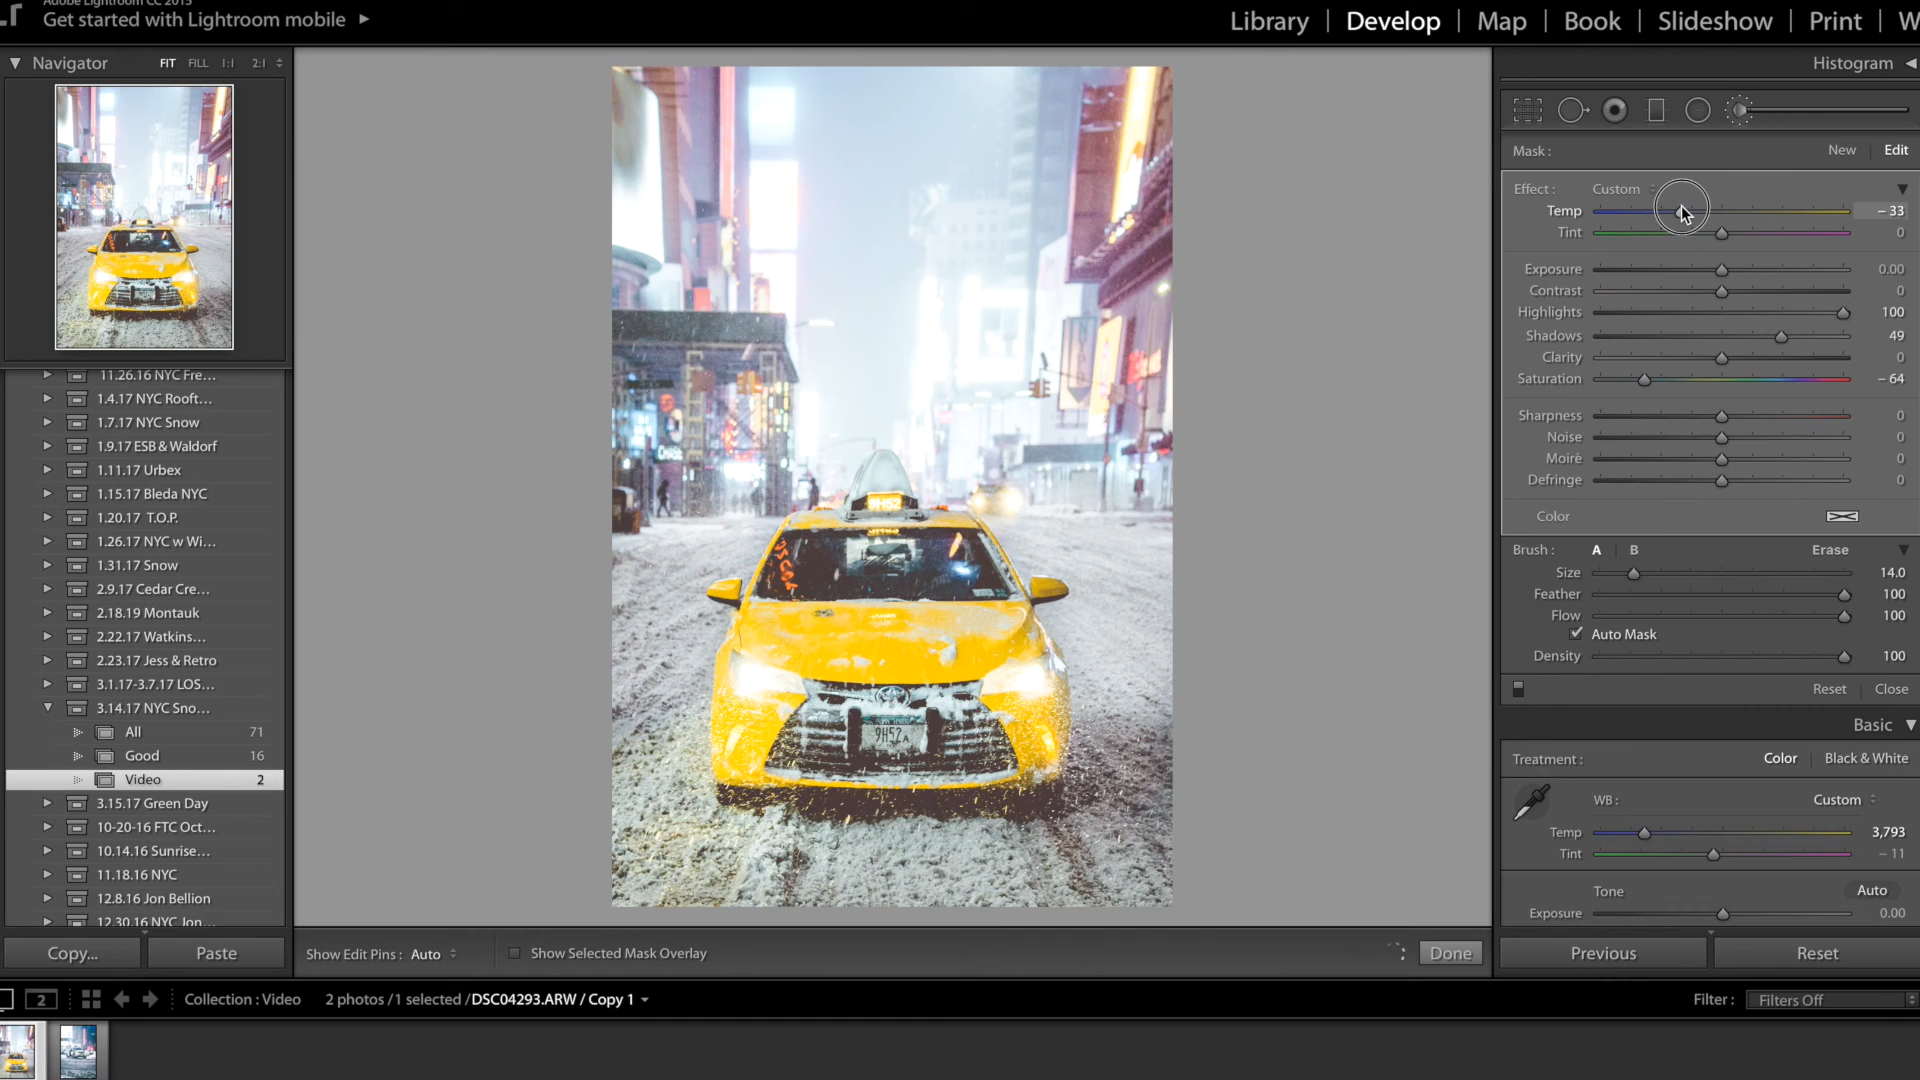 Adobe Lightroom CC 2015
Get started with Lightroom mobile
Library | Develop | Map | Book | Slideshow | Print | W
Navigator FIT FILL 1:1 2:1
Histogram
Mask : New | Edit
Effect : Custom
Temp – 33
Tint 0
Exposure 0.00
Contrast 0
Highlights 100
Shadows 49
Clarity 0
Saturation – 64
Sharpness 0
Noise 0
Moiré 0
Defringe 0
Color
Brush : A | B Erase
Size 14.0
Feather 100
Flow 100
Auto Mask
Density 100
Reset Close
Basic
Treatment : Color | Black & White
WB : Custom
Temp 3,793
Tint – 11
Tone Auto
Exposure 0.00
Previous Reset
11.26.16 NYC Fre...
1.4.17 NYC Rooft...
1.7.17 NYC Snow
1.9.17 ESB & Waldorf
1.11.17 Urbex
1.15.17 Bleda NYC
1.20.17 T.O.P.
1.26.17 NYC w Wi...
1.31.17 Snow
2.9.17 Cedar Cre...
2.18.19 Montauk
2.22.17 Watkins...
2.23.17 Jess & Retro
3.1.17-3.7.17 LOS...
3.14.17 NYC Sno...
All 71
Good 16
Video 2
3.15.17 Green Day
10-20-16 FTC Oct...
10.14.16 Sunrise...
11.18.16 NYC
12.8.16 Jon Bellion
12.30.16 NYC Jon...
Copy... Paste
9H52
9H52A
Show Edit Pins : Auto Show Selected Mask Overlay Done
2 Collection : Video 2 photos / 1 selected / DSC04293.ARW / Copy 1
Filter : Filters Off